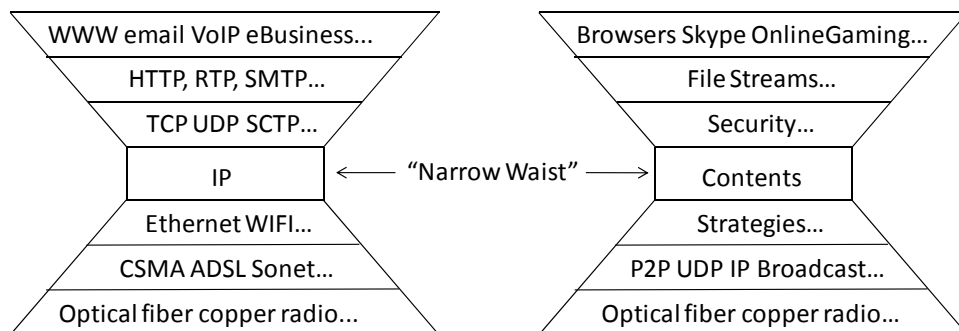 WWW email VoIP eBusiness...
HTTP, RTP, SMTP...
TCP UDP SCTP...
IP
Ethernet WIFI...
CSMA ADSL Sonet...
Optical fiber copper radio...
“Narrow Waist”
Browsers Skype OnlineGaming...
File Streams...
Security...
Contents
Strategies...
P2P UDP IP Broadcast...
Optical fiber copper radio...